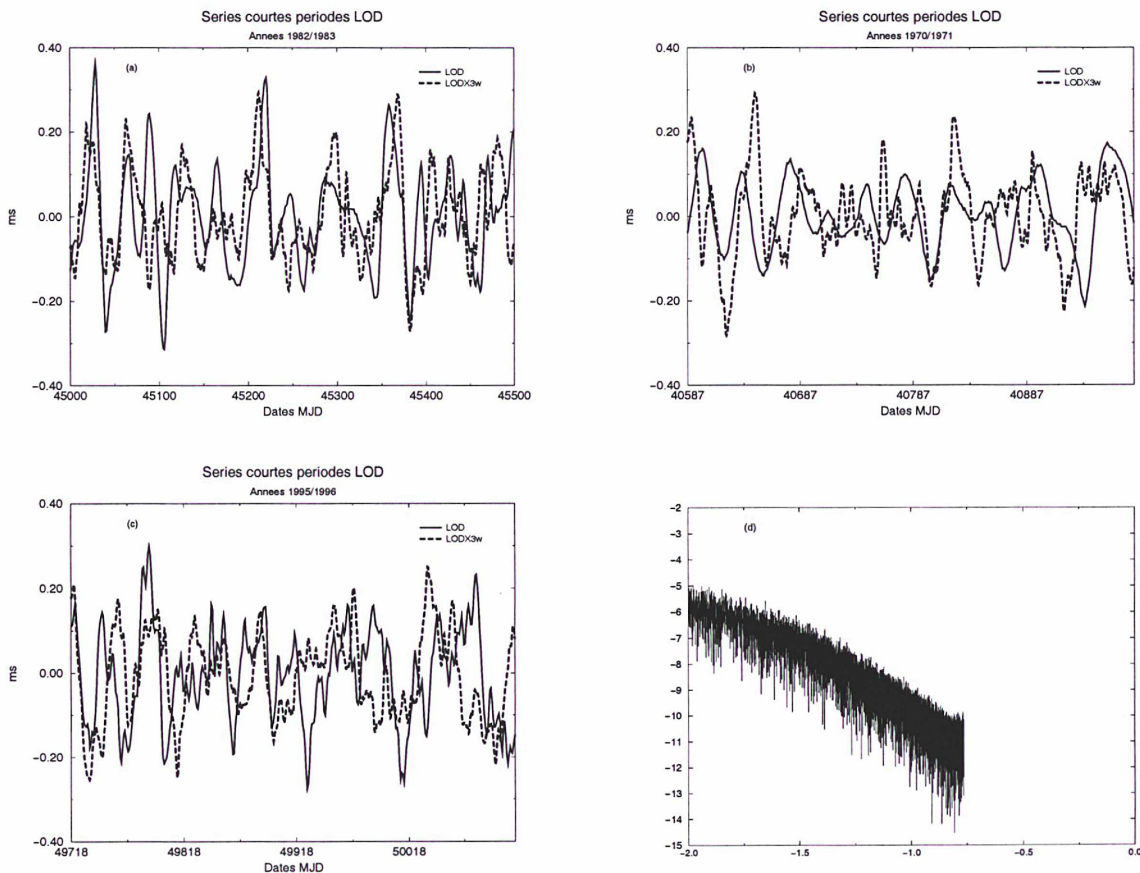 Series courtes periodes LOD
Annees 1982/1983
0.40
(a)
LOD
LODX3w
0.20
ms
0.00
−0.20
−0.40
45000
45100
45200
45300
45400
45500
Dates MJD
Series courtes periodes LOD
Annees 1970/1971
0.40
(b)
LOD
LODX3w
0.20
ms
0.00
−0.20
−0.40
40587
40687
40787
40887
Dates MJD
Series courtes periodes LOD
Annees 1995/1996
0.40
(c)
LOD
LODX3w
0.20
ms
0.00
−0.20
−0.40
49718
49818
49918
50018
Dates MJD
−2
(d)
−3
−4
−5
−6
−7
−8
−9
−10
−11
−12
−13
−14
−15
−2.0
−1.5
−1.0
−0.5
0.0